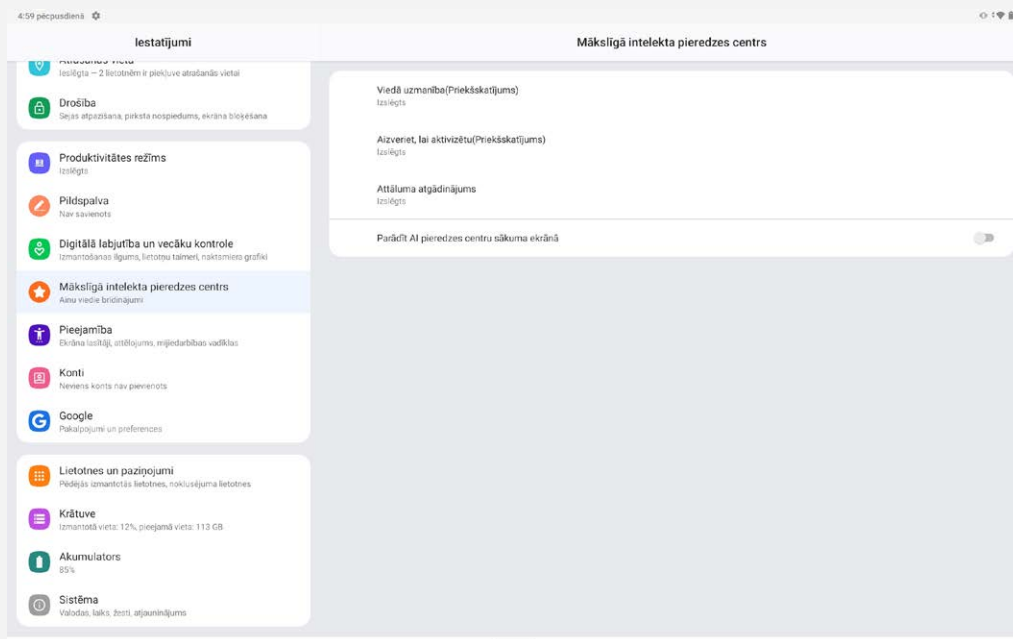 4:59 pēcpusdienā
Iestatījumi
Mākslīgā intelekta pieredzes centrs
Atrašanās vieta
Ieslēgta — 2 lietotnēm ir piekļuve atrašanās vietai
Drošība
Sejas atpazīšana, pirksta nospiedums, ekrāna bloķēšana
Produktivitātes režīms
Izslēgts
Pildspalva
Nav savienots
Digitālā labjutība un vecāku kontrole
Izmantošanas ilgums, lietotņu taimeri, naktsmiera grafiki
Mākslīgā intelekta pieredzes centrs
Ainu viedie brīdinājumi
Pieejamība
Ekrāna lasītāji, attēlojums, mijiedarbības vadīklas
Konti
Neviens konts nav pievienots
Google
Pakalpojumi un preferences
Lietotnes un paziņojumi
Pēdējās izmantotās lietotnes, noklusējuma lietotnes
Krātuve
Izmantotā vieta: 12%, pieejamā vieta: 113 GB
Akumulators
85%
Sistēma
Valodas, laiks, žesti, atjauninājums
Viedā uzmanība(Priekšskatījums)
Izslēgts
Aizveriet, lai aktivizētu(Priekšskatījums)
Izslēgts
Attāluma atgādinājums
Izslēgts
Parādīt AI pieredzes centru sākuma ekrānā